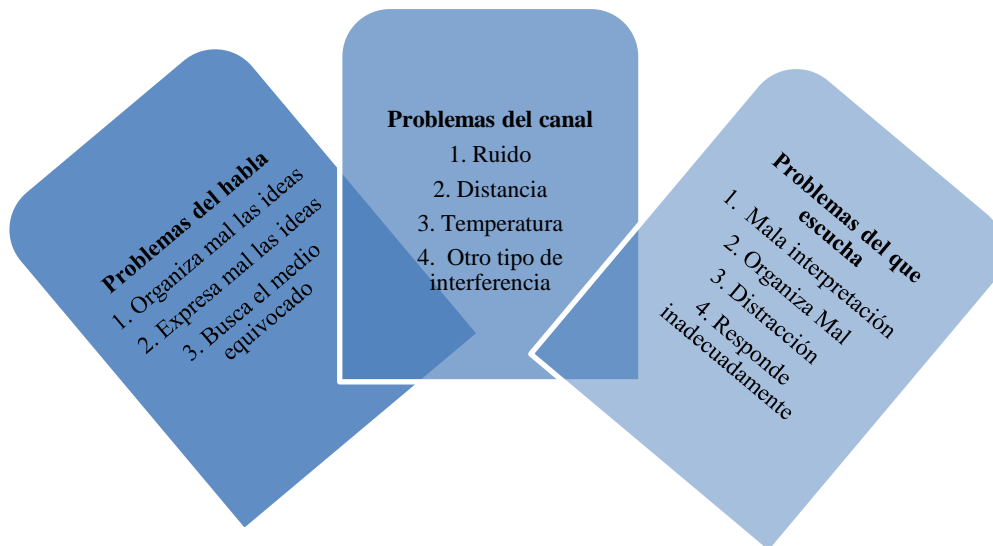 Problemas del habla
1. Organiza mal las ideas
2. Expresa mal las ideas
3. Busca el medio
equivocado
Problemas del canal
1. Ruido
2. Distancia
3. Temperatura
4. Otro tipo de
interferencia
Problemas del que
escucha
1. Mala interpretación
2. Organiza Mal
3. Distracción
4. Responde
inadecuadamente